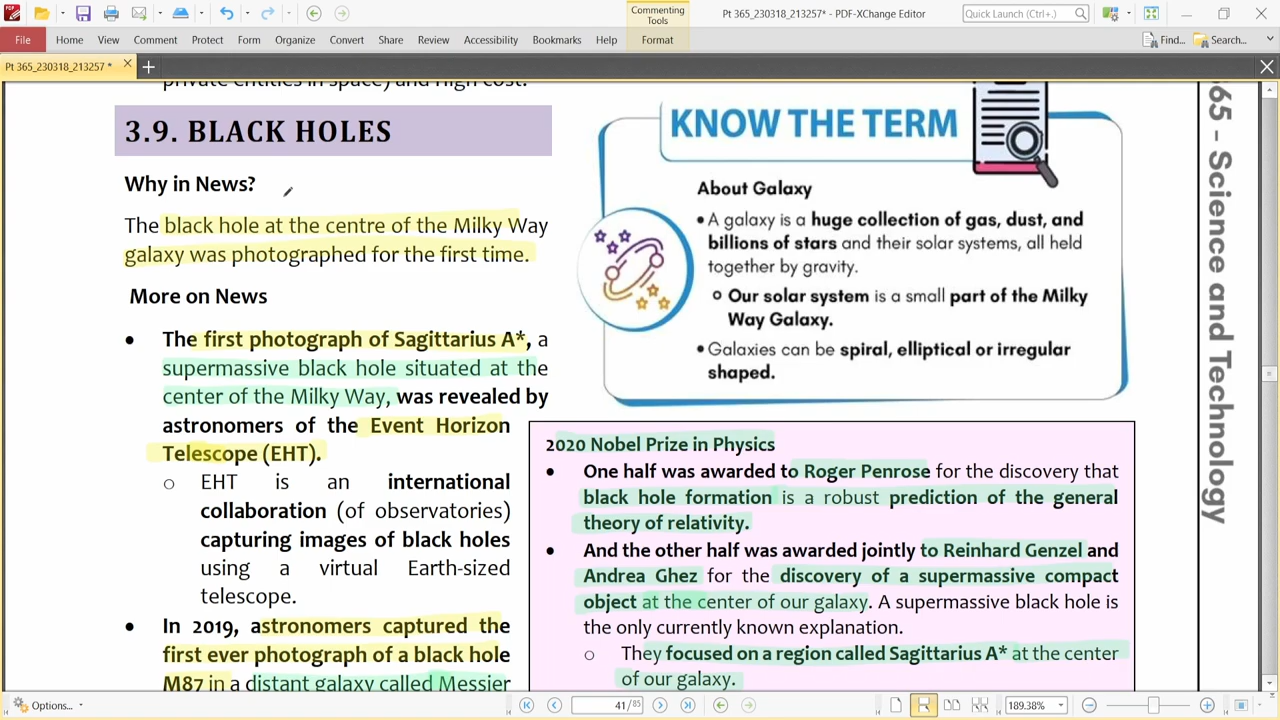 Commenting Tools
Pt 365_230318_213257* - PDF-XChange Editor
Quick Launch (Ctrl+.)
File Home View Comment Protect Form Organize Convert Share Review Accessibility Bookmarks Help Format
Find... Search...
Pt 365_230318_213257 *
private entities in space) and high cost.
3.9. BLACK HOLES
Why in News?
The black hole at the centre of the Milky Way
galaxy was photographed for the first time.
More on News
• The first photograph of Sagittarius A*, a
supermassive black hole situated at the
center of the Milky Way, was revealed by
astronomers of the Event Horizon
Telescope (EHT).
o EHT is an international
collaboration (of observatories)
capturing images of black holes
using a virtual Earth-sized
telescope.
• In 2019, astronomers captured the
first ever photograph of a black hole
M87 in a distant galaxy called Messier
KNOW THE TERM
About Galaxy
• A galaxy is a huge collection of gas, dust, and
billions of stars and their solar systems, all held
together by gravity.
o Our solar system is a small part of the Milky
Way Galaxy.
• Galaxies can be spiral, elliptical or irregular
shaped.
2020 Nobel Prize in Physics
• One half was awarded to Roger Penrose for the discovery that
black hole formation is a robust prediction of the general
theory of relativity.
• And the other half was awarded jointly to Reinhard Genzel and
Andrea Ghez for the discovery of a supermassive compact
object at the center of our galaxy. A supermassive black hole is
the only currently known explanation.
o They focused on a region called Sagittarius A* at the center
of our galaxy.
65 - Science and Technology
Options...
41 / 85
189.38%